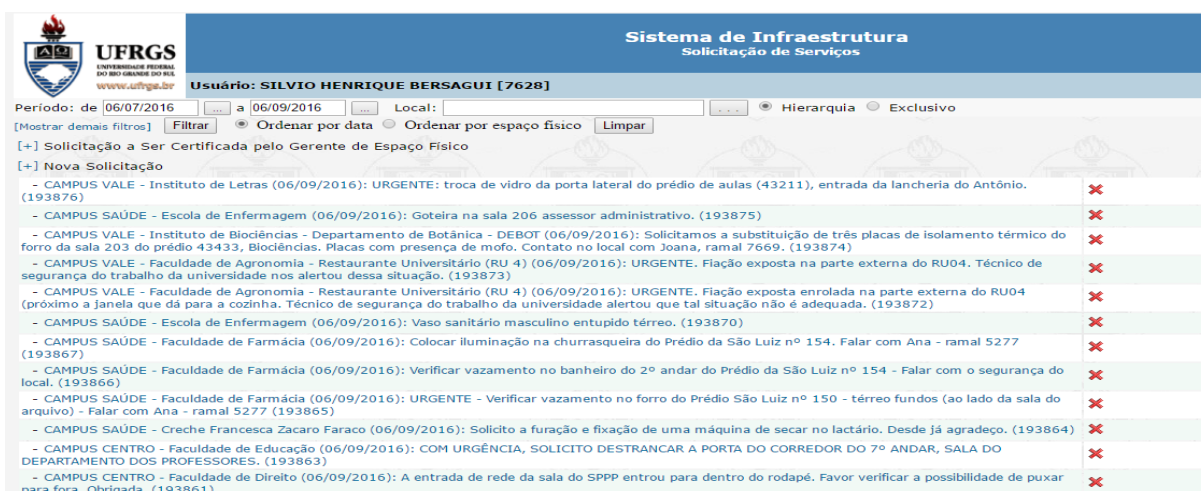 UFRGS
UNIVERSIDADE FEDERAL
DO RIO GRANDE DO SUL
www.ufrgs.br
Sistema de Infraestrutura
Solicitação de Serviços
Usuário: SILVIO HENRIQUE BERSAGUI [7628]
Período: de 06/07/2016 ... a 06/09/2016 ... Local: ... Hierarquia Exclusivo
[Mostrar demais filtros] Filtrar Ordenar por data Ordenar por espaço físico Limpar
[+] Solicitação a Ser Certificada pelo Gerente de Espaço Físico
[+] Nova Solicitação
- CAMPUS VALE - Instituto de Letras (06/09/2016): URGENTE: troca de vidro da porta lateral do prédio de aulas (43211), entrada da lancheria do Antônio.
(193876)
- CAMPUS SAÚDE - Escola de Enfermagem (06/09/2016): Goteira na sala 206 assessor administrativo. (193875)
- CAMPUS VALE - Instituto de Biociências - Departamento de Botânica - DEBOT (06/09/2016): Solicitamos a substituição de três placas de isolamento térmico do
forro da sala 203 do prédio 43433, Biociências. Placas com presença de mofo. Contato no local com Joana, ramal 7669. (193874)
- CAMPUS VALE - Faculdade de Agronomia - Restaurante Universitário (RU 4) (06/09/2016): URGENTE. Fiação exposta na parte externa do RU04. Técnico de
segurança do trabalho da universidade nos alertou dessa situação. (193873)
- CAMPUS VALE - Faculdade de Agronomia - Restaurante Universitário (RU 4) (06/09/2016): URGENTE. Fiação exposta enrolada na parte externa do RU04
(próximo a janela que dá para a cozinha. Técnico de segurança do trabalho da universidade alertou que tal situação não é adequada. (193872)
- CAMPUS SAÚDE - Escola de Enfermagem (06/09/2016): Vaso sanitário masculino entupido térreo. (193870)
- CAMPUS SAÚDE - Faculdade de Farmácia (06/09/2016): Colocar iluminação na churrasqueira do Prédio da São Luiz nº 154. Falar com Ana - ramal 5277
(193867)
- CAMPUS SAÚDE - Faculdade de Farmácia (06/09/2016): Verificar vazamento no banheiro do 2º andar do Prédio da São Luiz nº 154 - Falar com o segurança do
local. (193866)
- CAMPUS SAÚDE - Faculdade de Farmácia (06/09/2016): URGENTE - Verificar vazamento no forro do Prédio São Luiz nº 150 - térreo fundos (ao lado da sala do
arquivo) - Falar com Ana - ramal 5277 (193865)
- CAMPUS SAÚDE - Creche Francesca Zacaro Faraco (06/09/2016): Solicito a furação e fixação de uma máquina de secar no lactário. Desde já agradeço. (193864)
- CAMPUS CENTRO - Faculdade de Educação (06/09/2016): COM URGÊNCIA, SOLICITO DESTRANCAR A PORTA DO CORREDOR DO 7º ANDAR, SALA DO
DEPARTAMENTO DOS PROFESSORES. (193863)
- CAMPUS CENTRO - Faculdade de Direito (06/09/2016): A entrada de rede da sala do SPPP entrou para dentro do rodapé. Favor verificar a possibilidade de puxar
para fora. Obrigada. (193861)